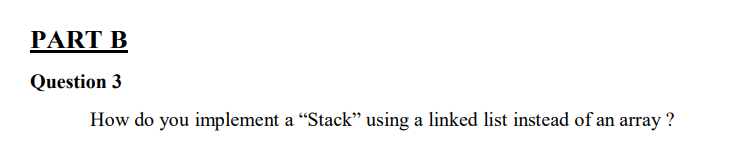 PART B
Question 3
How do you implement a “Stack” using a linked list instead of an array ?